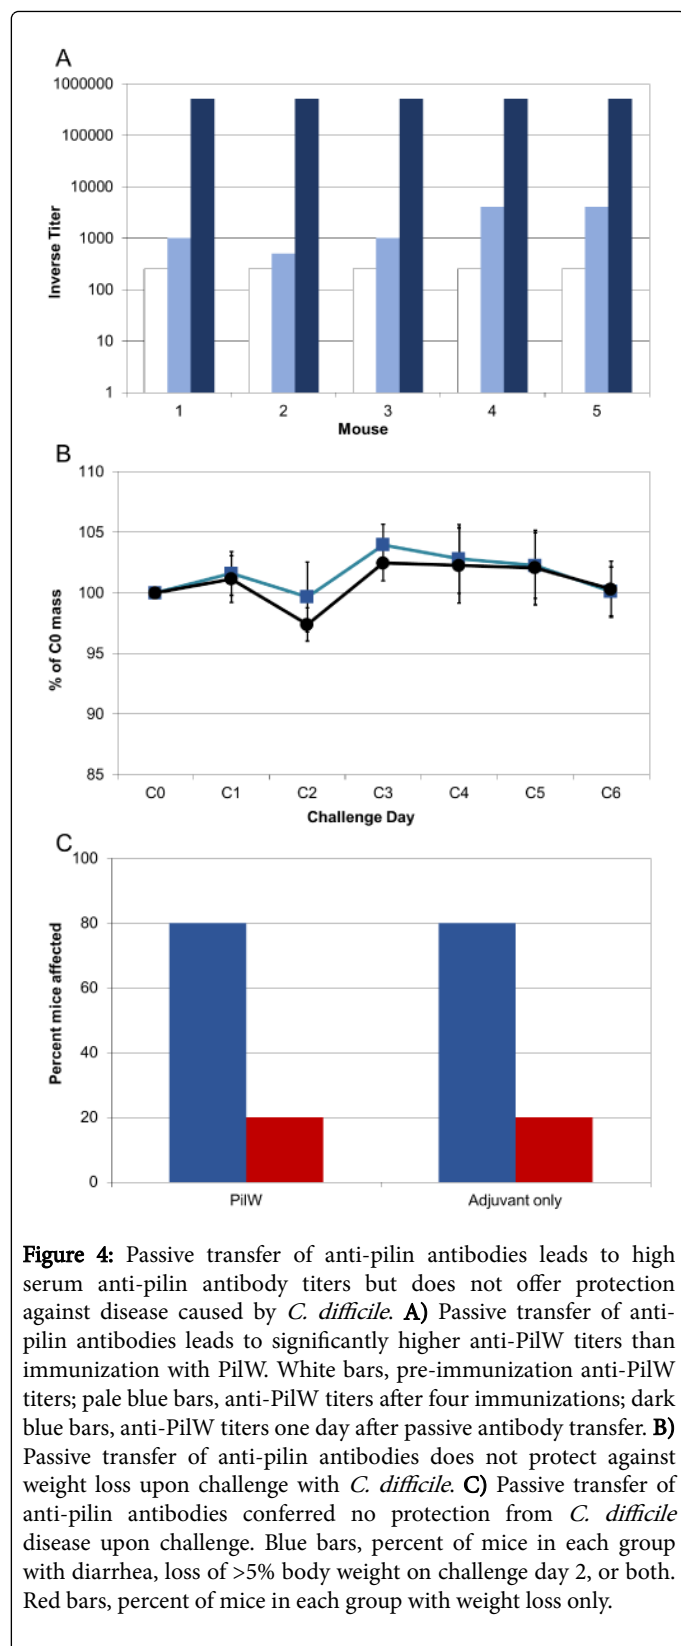 A
1000000
100000
10000
1000
100
10
1
Inverse Titer
1 2 3 4 5
Mouse
B
110
105
100
95
90
85
% of C0 mass
C0 C1 C2 C3 C4 C5 C6
Challenge Day
C
100
80
60
40
20
0
Percent mice affected
PilW Adjuvant only
Figure 4: Passive transfer of anti-pilin antibodies leads to high
serum anti-pilin antibody titers but does not offer protection
against disease caused by C. difficile. A) Passive transfer of anti-
pilin antibodies leads to significantly higher anti-PilW titers than
immunization with PilW. White bars, pre-immunization anti-PilW
titers; pale blue bars, anti-PilW titers after four immunizations; dark
blue bars, anti-PilW titers one day after passive antibody transfer. B)
Passive transfer of anti-pilin antibodies does not protect against
weight loss upon challenge with C. difficile. C) Passive transfer of
anti-pilin antibodies conferred no protection from C. difficile
disease upon challenge. Blue bars, percent of mice in each group
with diarrhea, loss of >5% body weight on challenge day 2, or both.
Red bars, percent of mice in each group with weight loss only.